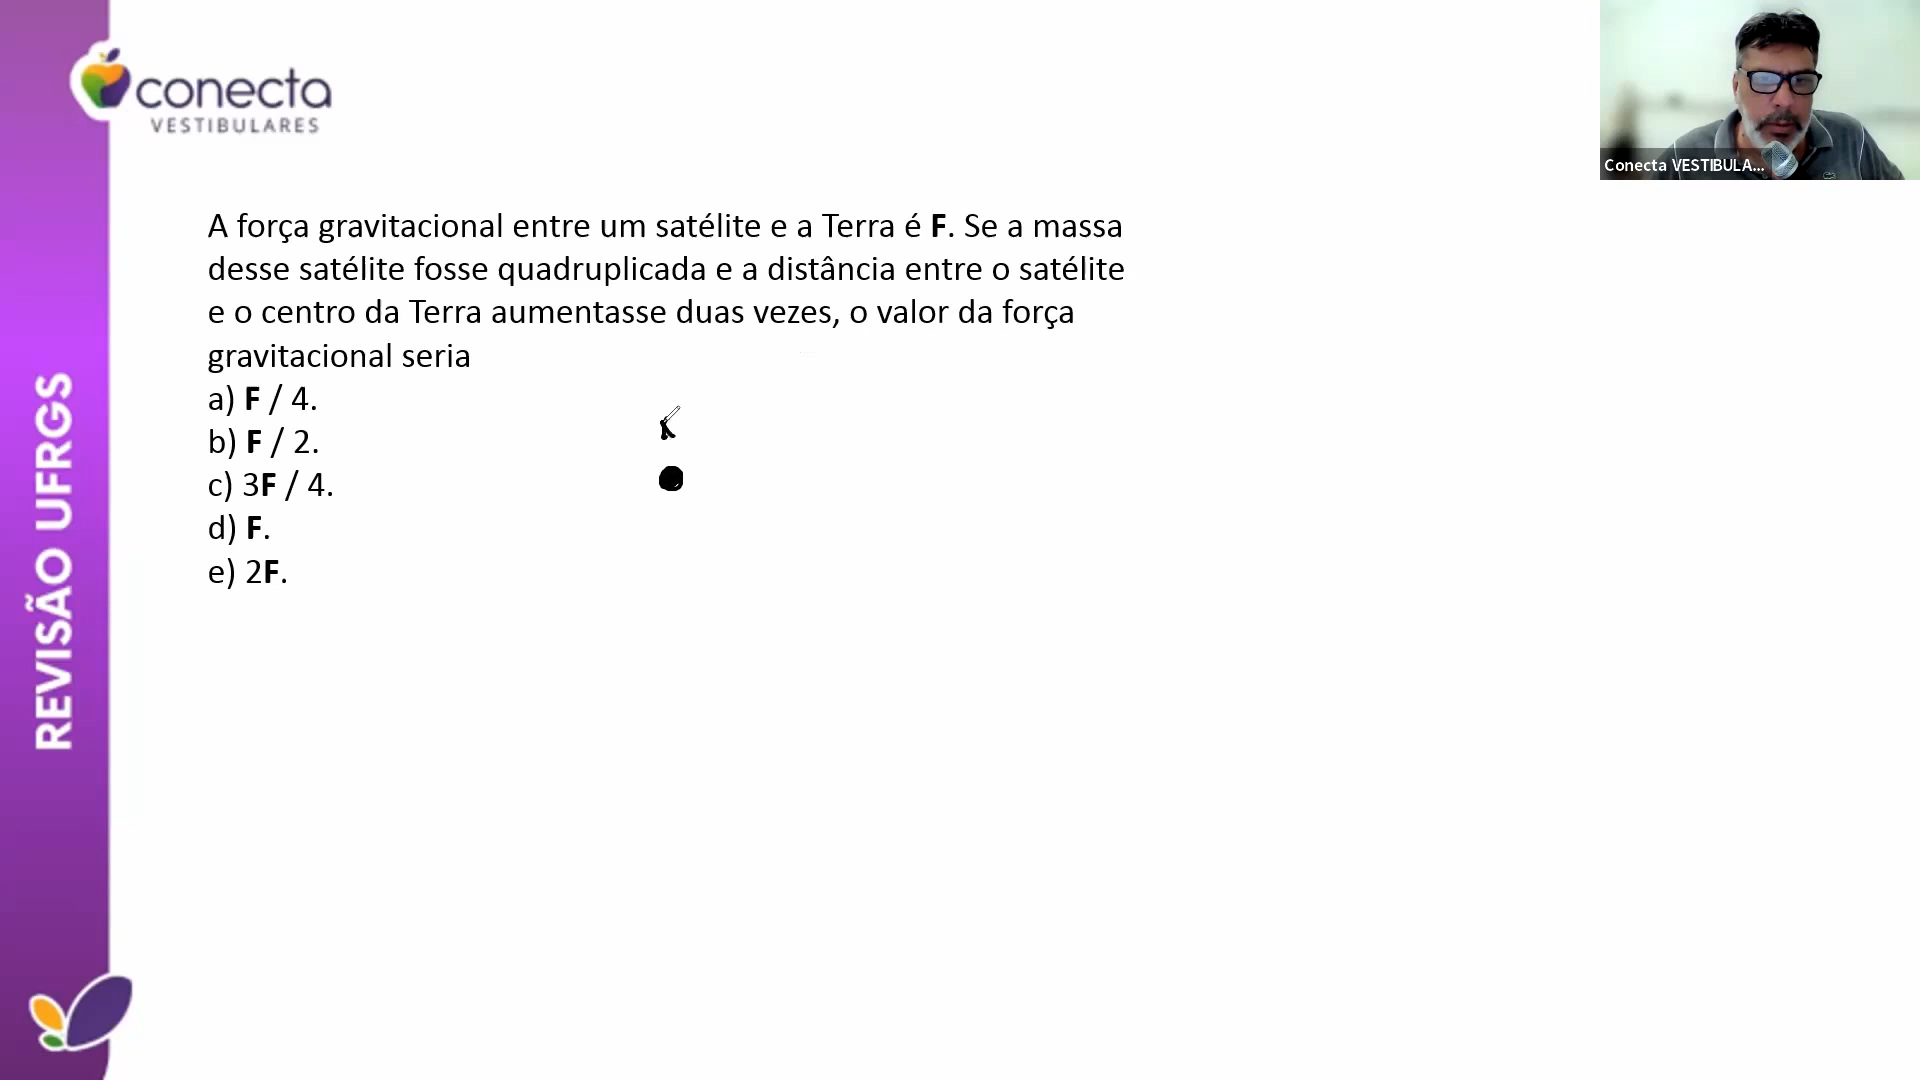 conecta
VESTIBULARES
Conecta VESTIBULA...
A força gravitacional entre um satélite e a Terra é F. Se a massa
desse satélite fosse quadruplicada e a distância entre o satélite
e o centro da Terra aumentasse duas vezes, o valor da força
gravitacional seria
a) F / 4.
b) F / 2.
c) 3F / 4.
d) F.
e) 2F.
REVISÃO UFRGS